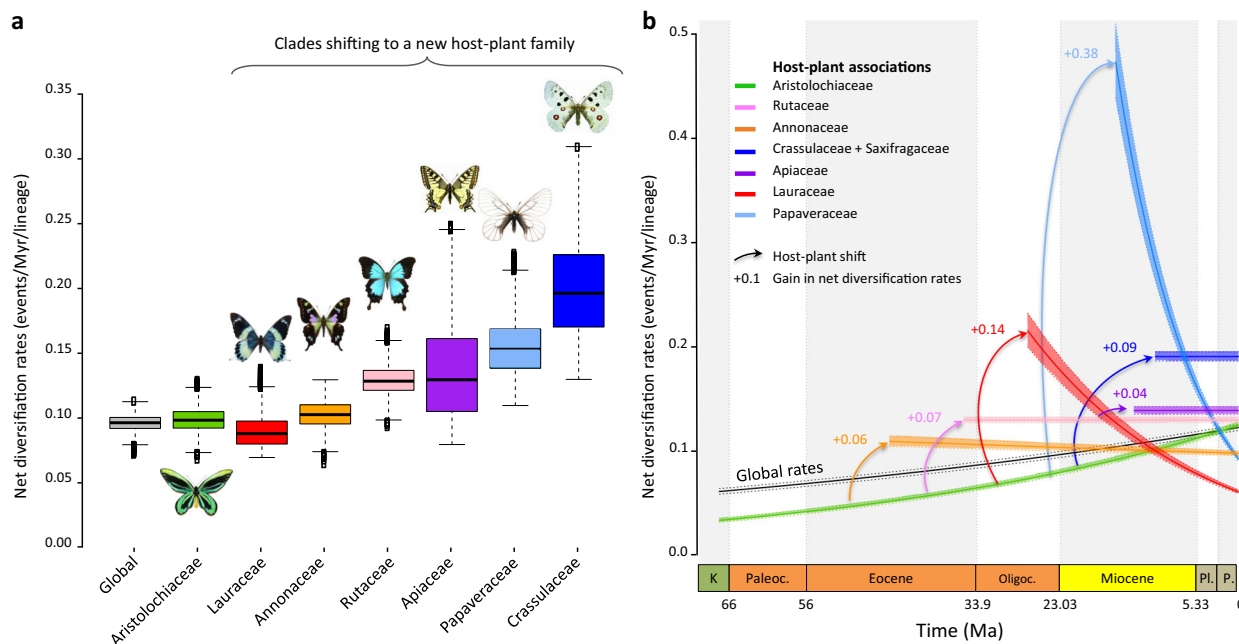 a
Clades shifting to a new host-plant family
Net diversifiation rates (events/Myr/lineage)
0.35
0.30
0.25
0.20
0.15
0.10
0.05
0.00
Global
Aristolochiaceae
Lauraceae
Annonaceae
Rutaceae
Apiaceae
Papaveraceae
Crassulaceae
b
Net diversification rates (events/Myr/lineage)
0.5
0.4
0.3
0.2
0.1
0.0
Host-plant associations
Aristolochiaceae
Rutaceae
Annonaceae
Crassulaceae + Saxifragaceae
Apiaceae
Lauraceae
Papaveraceae
Host-plant shift
+0.1 Gain in net diversification rates
+0.38
+0.14
+0.09
+0.04
+0.07
+0.06
Global rates
K Paleoc. Eocene Oligoc. Miocene Pl. P.
66 56 33.9 23.03 5.33
Time (Ma)